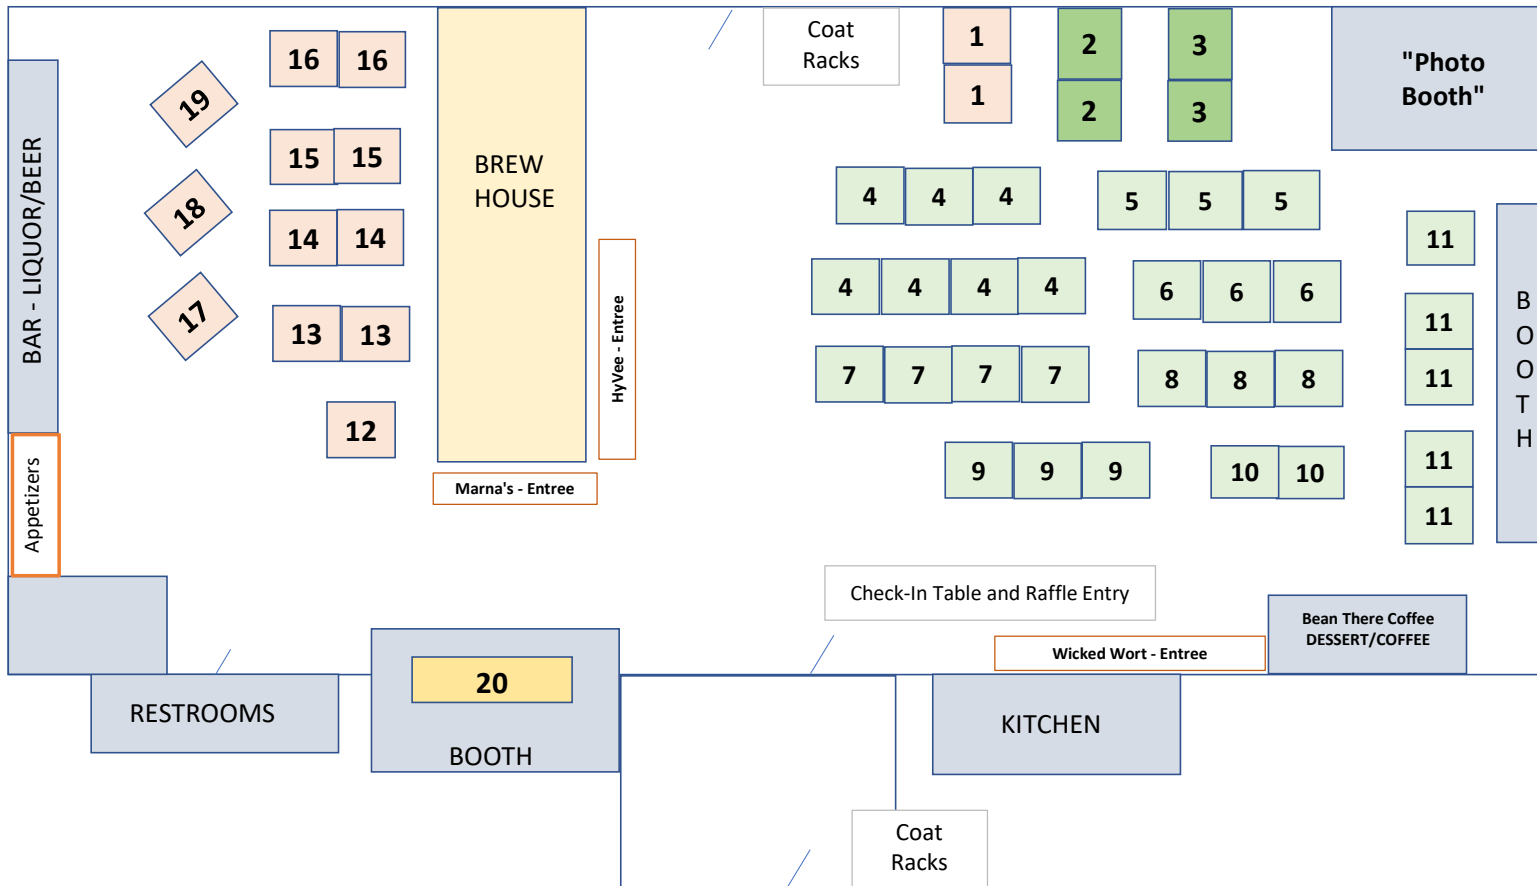 Coat
Racks
1
1
2
2
3
3
"Photo
Booth"
16 16
19
15 15
18
14 14
17
13 13
12
BAR - LIQUOR/BEER
Appetizers
BREW
HOUSE
HyVee - Entree
Marna's - Entree
4 4 4
5 5 5
4 4 4 4
6 6 6
7 7 7 7
8 8 8
9 9 9
10 10
11
11
11
11
11
B
O
O
T
H
Check-In Table and Raffle Entry
Bean There Coffee
DESSERT/COFFEE
Wicked Wort - Entree
RESTROOMS
20
BOOTH
KITCHEN
Coat
Racks